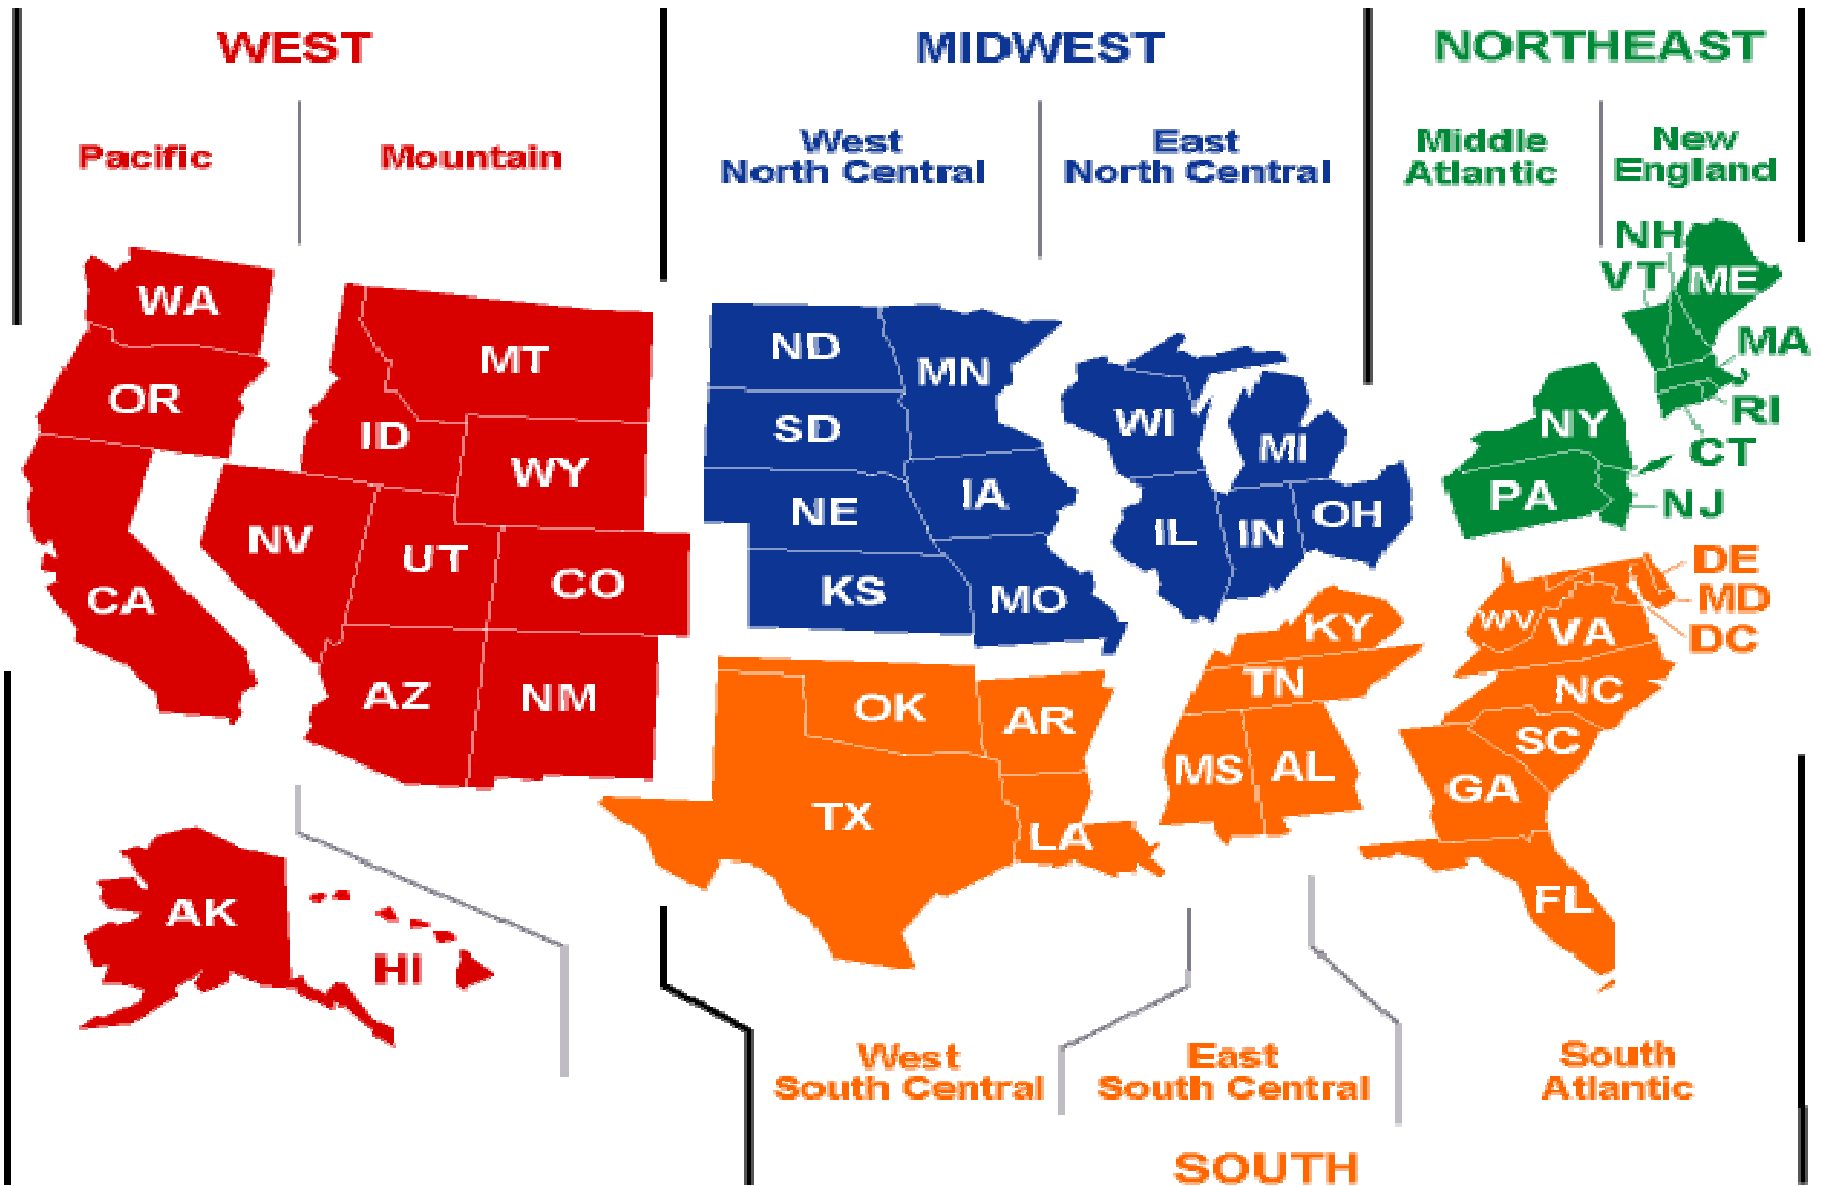 WEST
MIDWEST
NORTHEAST
Pacific
Mountain
West
North Central
East
North Central
Middle
Atlantic
New
England
WA
OR
CA
MT
ID
WY
NV
UT
CO
AZ
NM
AK
HI
ND
MN
SD
NE
IA
KS
MO
WI
MI
IL
IN
OH
NH
VT
ME
MA
RI
CT
NY
PA
NJ
OK
AR
TX
LA
KY
TN
MS
AL
DE
MD
DC
WV
VA
NC
SC
GA
FL
West
South Central
East
South Central
South
Atlantic
SOUTH